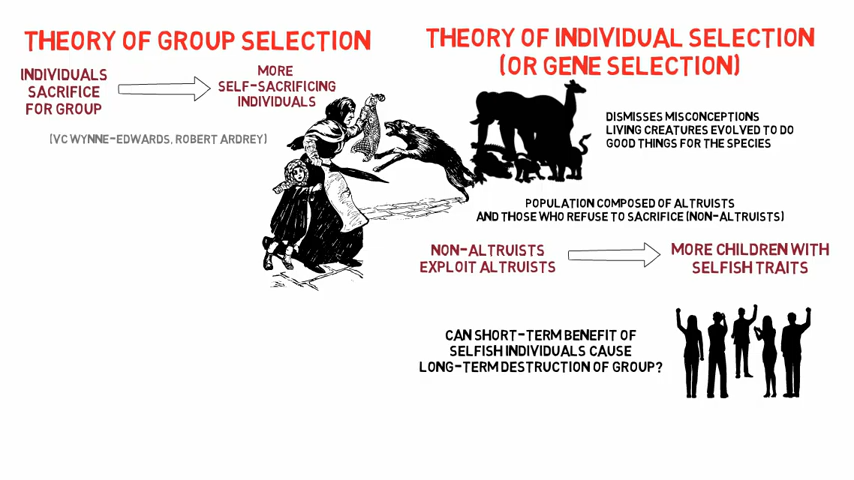 THEORY OF GROUP SELECTION
INDIVIDUALS
SACRIFICE
FOR GROUP
MORE
SELF-SACRIFICING
INDIVIDUALS
(VC WYNNE-EDWARDS, ROBERT ARDREY)
THEORY OF INDIVIDUAL SELECTION
(OR GENE SELECTION)
DISMISSES MISCONCEPTIONS
LIVING CREATURES EVOLVED TO DO
GOOD THINGS FOR THE SPECIES
POPULATION COMPOSED OF ALTRUISTS
AND THOSE WHO REFUSE TO SACRIFICE (NON-ALTRUISTS)
NON-ALTRUISTS
EXPLOIT ALTRUISTS
MORE CHILDREN WITH
SELFISH TRAITS
CAN SHORT-TERM BENEFIT OF
SELFISH INDIVIDUALS CAUSE
LONG-TERM DESTRUCTION OF GROUP?